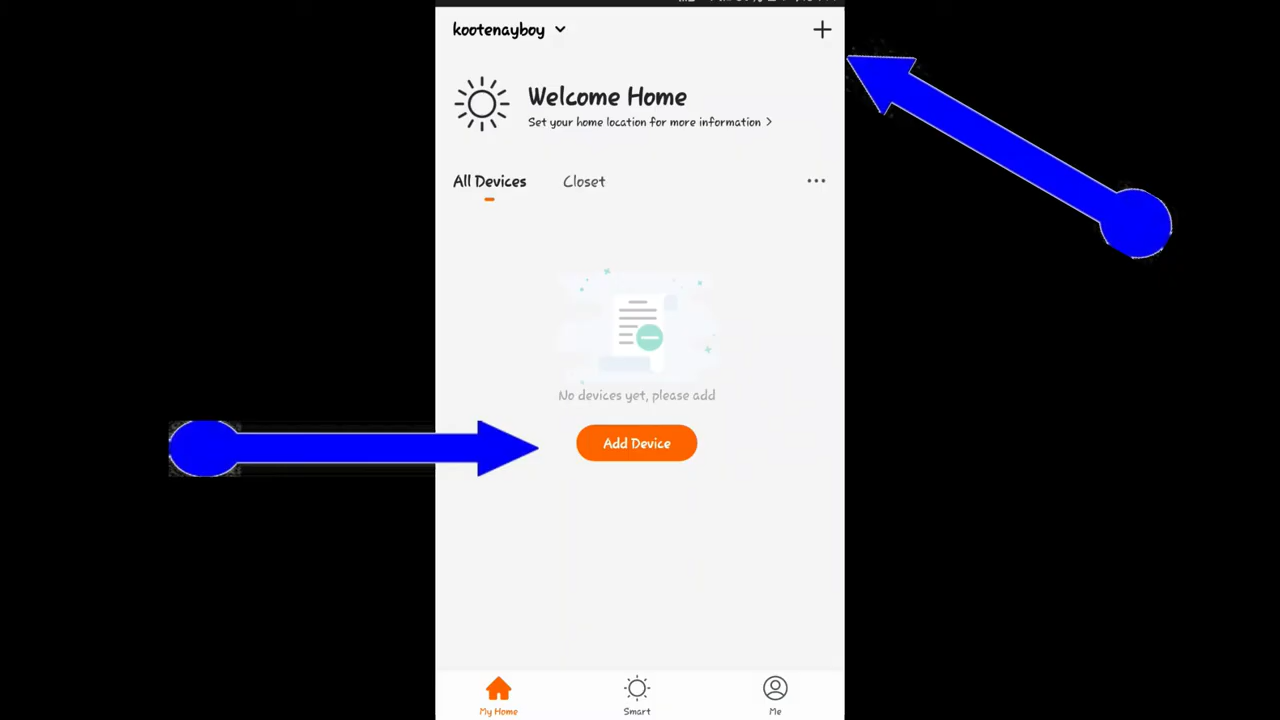 kootenayboy
Welcome Home
Set your home location for more information >
All Devices
Closet
No devices yet, please add
Add Device
My Home
Smart
Me